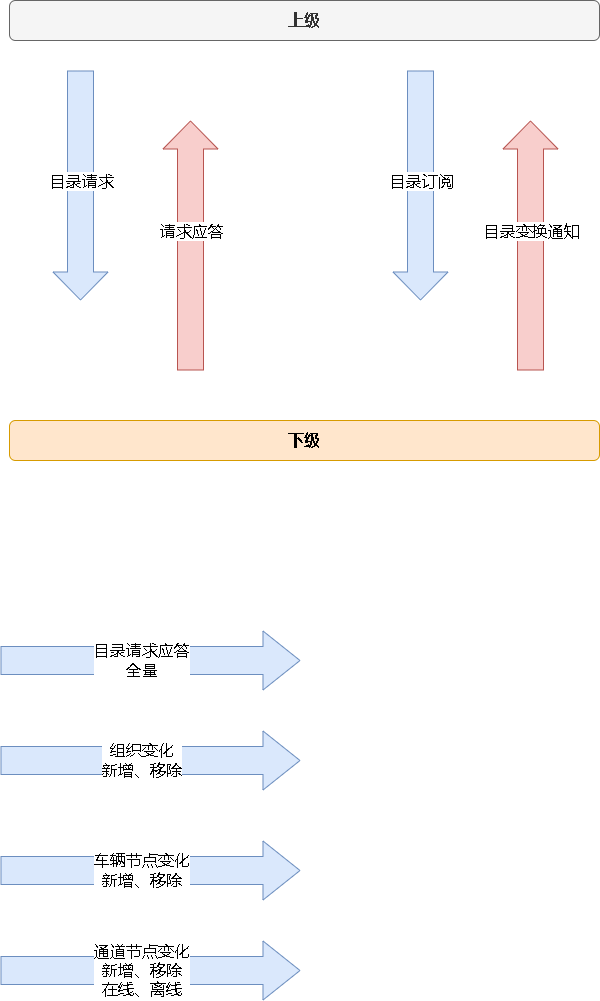 上级
目录请求
请求应答
目录订阅
目录变换通知
下级
目录请求应答
全量
组织变化
新增、移除
车辆节点变化
新增、移除
通道节点变化
新增、移除
在线、离线